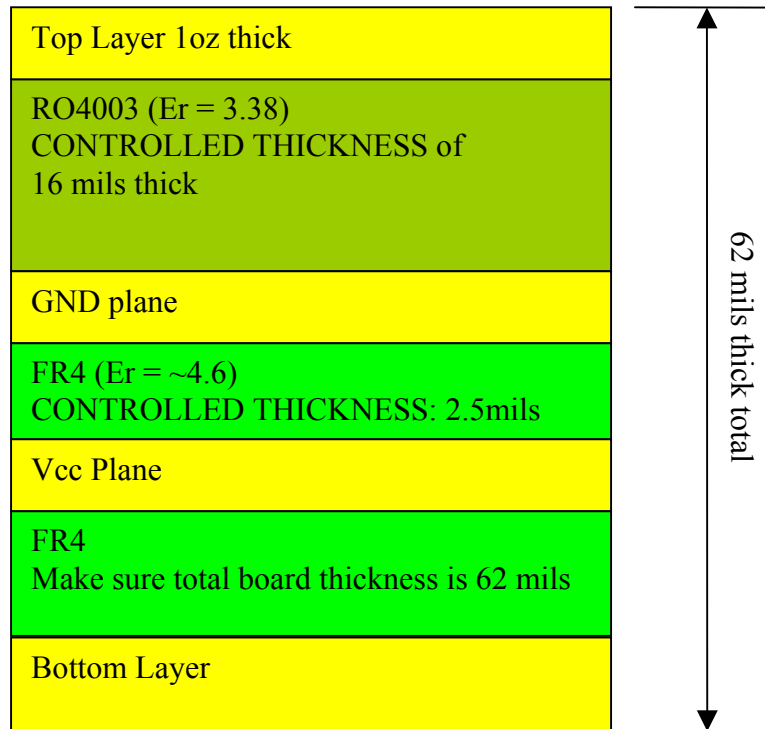 Top Layer 1oz thick
RO4003 (Er = 3.38)
CONTROLLED THICKNESS of
16 mils thick
GND plane
FR4 (Er = ~4.6)
CONTROLLED THICKNESS: 2.5mils
Vcc Plane
FR4
Make sure total board thickness is 62 mils
Bottom Layer
62 mils thick total